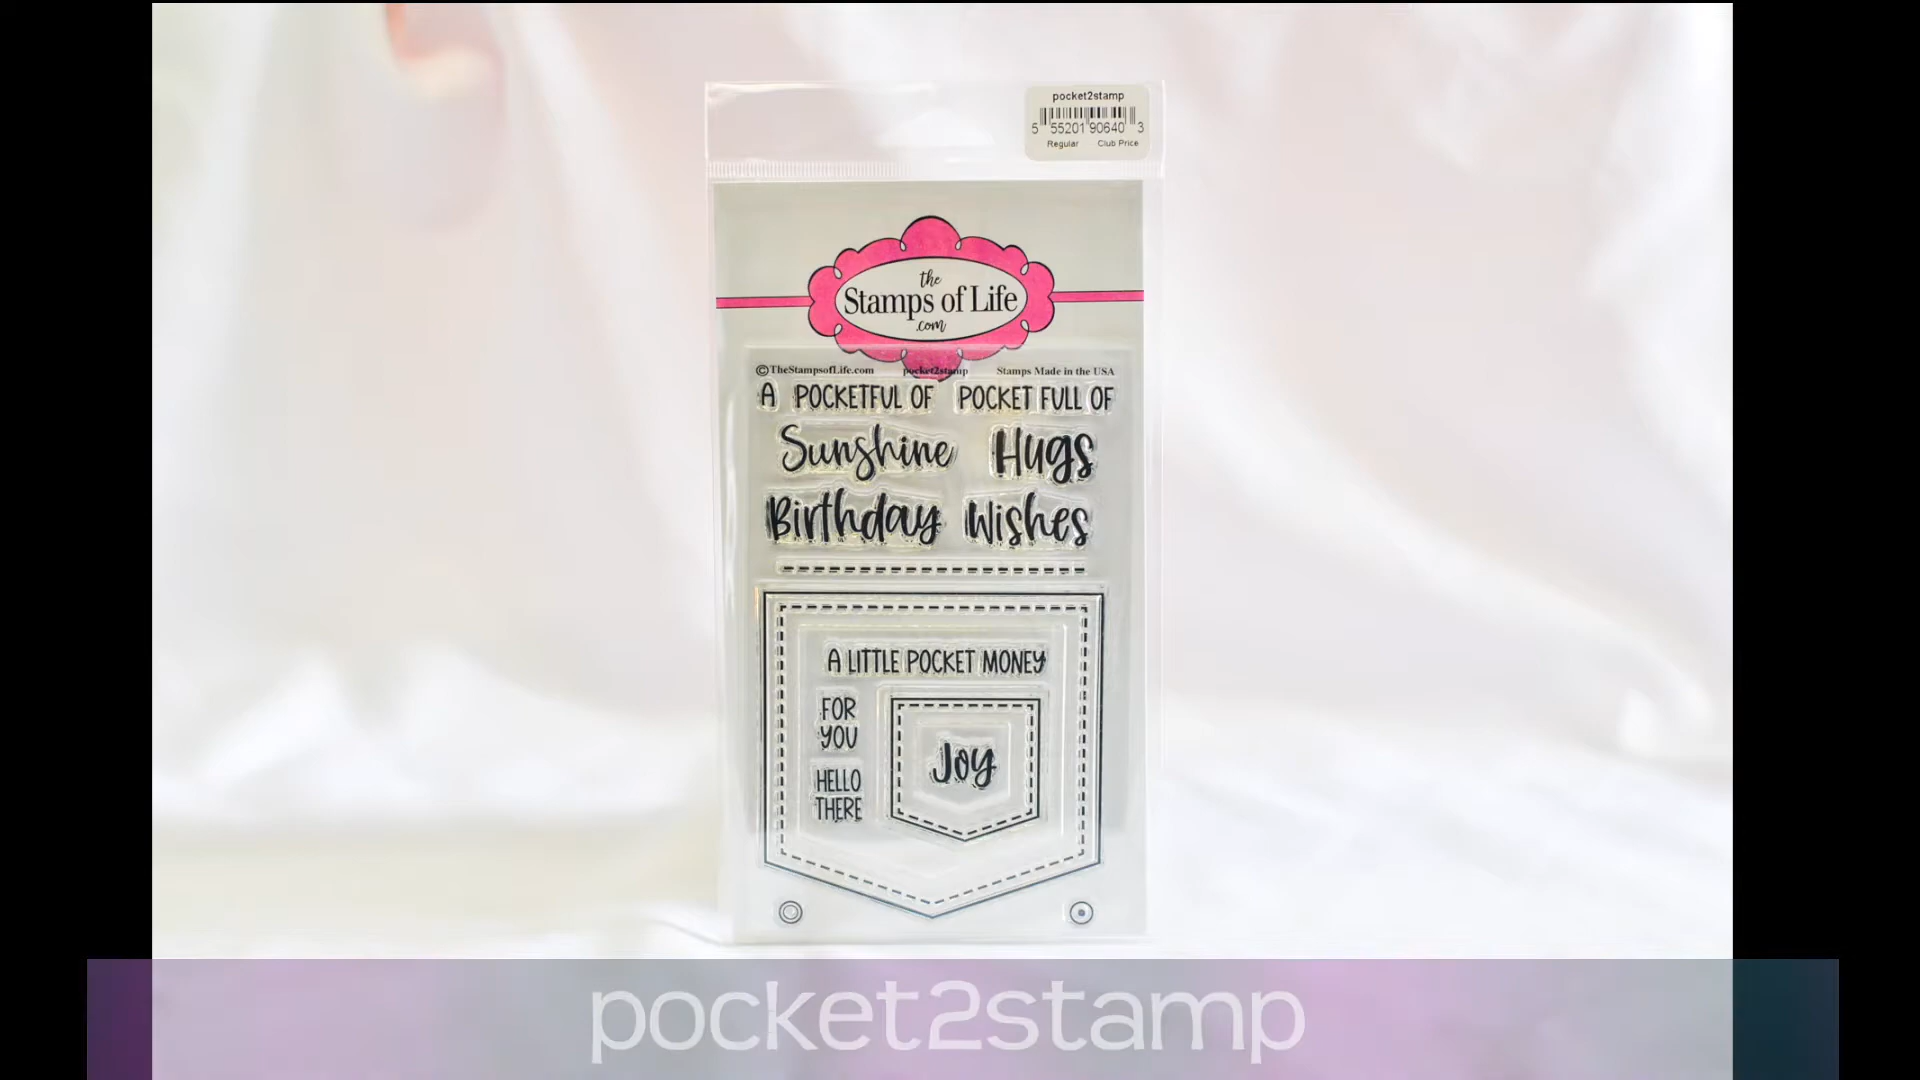 pocket2stamp
5 55201 90640 3
Regular Club Price
the
Stamps of Life
.com
©TheStampsofLife.com pocket2stamp Stamps Made in the USA
A POCKETFUL OF POCKET FULL OF
Sunshine Hugs
Birthday Wishes
A LITTLE POCKET MONEY
FOR
YOU
Joy
HELLO
THERE
pocket2stamp